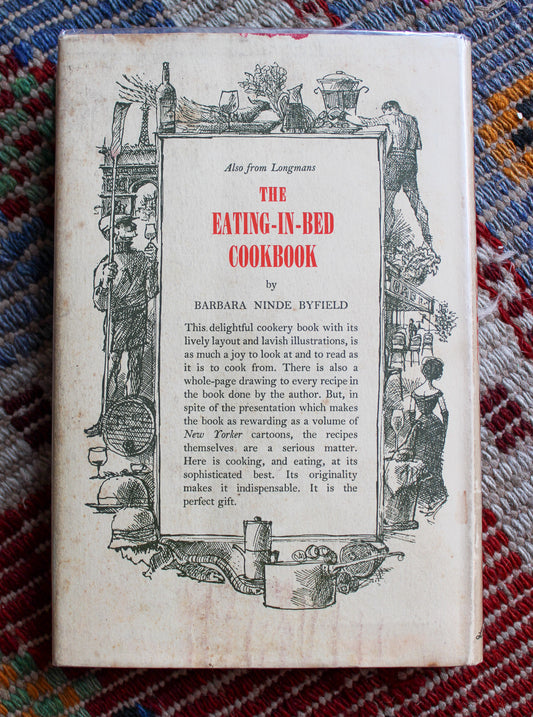 Also from Longmans
THE
EATING-IN-BED
COOKBOOK
by
BARBARA NINDE BYFIELD
This delightful cookery book with its
lively layout and lavish illustrations, is
as much a joy to look at and to read as
it is to cook from. There is also a
whole-page drawing to every recipe in
the book done by the author. But, in
spite of the presentation which makes
the book as rewarding as a volume of
New Yorker cartoons, the recipes
themselves are a serious matter.
Here is cooking, and eating, at its
sophisticated best. Its originality
makes it indispensable. It is the
perfect gift.